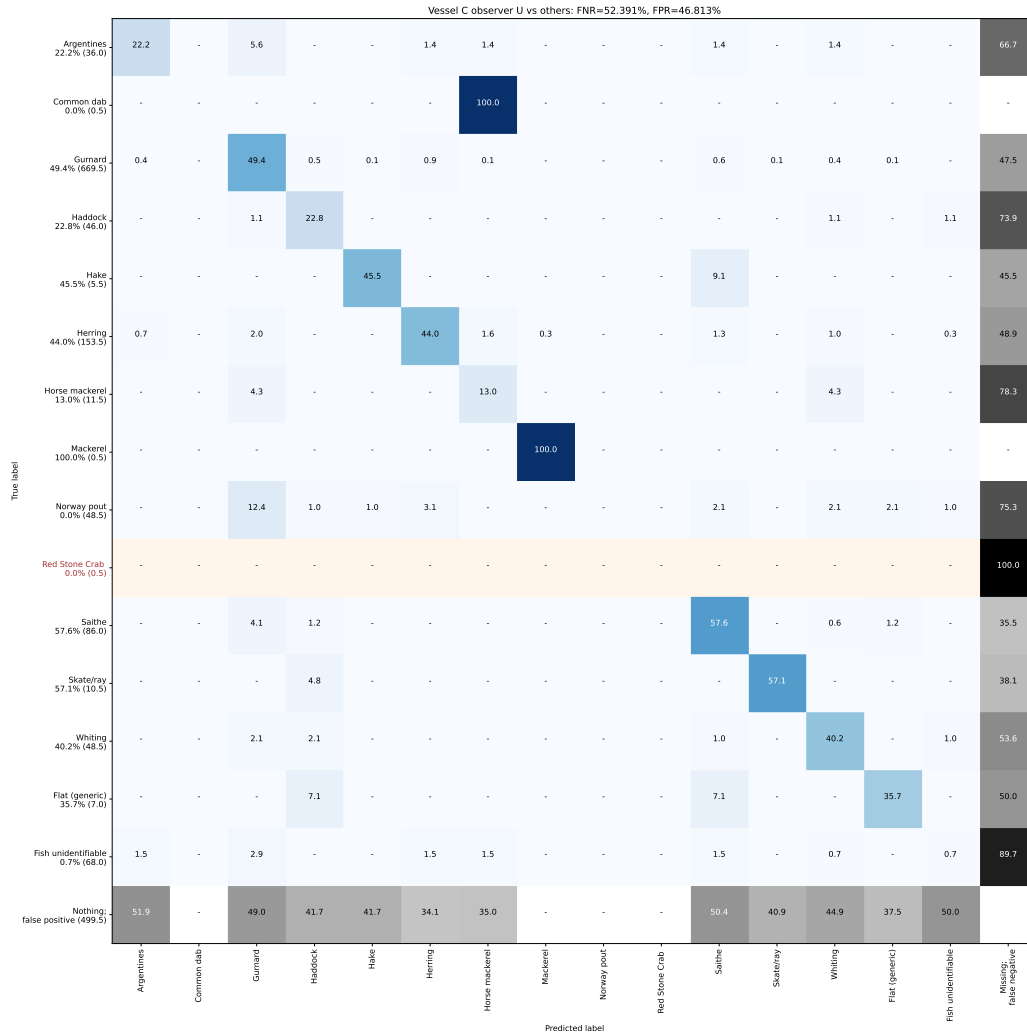 Vessel C observer U vs others: FNR=52.391%, FPR=46.813%
Argentines
22.2% (36.0)
22.2 - 5.6 - - 1.4 1.4 - - - 1.4 - 1.4 - - 66.7
Common dab
0.0% (0.5)
- - - - - - 100.0 - - - - - - - - -
Gurnard
49.4% (669.5)
0.4 - 49.4 0.5 0.1 0.9 0.1 - - - 0.6 0.1 0.4 0.1 - 47.5
Haddock
22.8% (46.0)
- - 1.1 22.8 - - - - - - - - 1.1 - 1.1 73.9
Hake
45.5% (5.5)
- - - - 45.5 - - - - - 9.1 - - - - 45.5
Herring
44.0% (153.5)
0.7 - 2.0 - - 44.0 1.6 0.3 - - 1.3 - 1.0 - 0.3 48.9
Horse mackerel
13.0% (11.5)
- - 4.3 - - - 13.0 - - - - - 4.3 - - 78.3
Mackerel
100.0% (0.5)
- - - - - - - 100.0 - - - - - - - -
Norway pout
0.0% (48.5)
- - 12.4 1.0 1.0 3.1 - - - - 2.1 - 2.1 2.1 1.0 75.3
Red Stone Crab
0.0% (0.5)
- - - - - - - - - - - - - - - 100.0
Saithe
57.6% (86.0)
- - 4.1 1.2 - - - - - - 57.6 - 0.6 1.2 - 35.5
Skate/ray
57.1% (10.5)
- - - 4.8 - - - - - - - 57.1 - - - 38.1
Whiting
40.2% (48.5)
- - 2.1 2.1 - - - - - - 1.0 - 40.2 - 1.0 53.6
Flat (generic)
35.7% (7.0)
- - - 7.1 - - - - - - 7.1 - - 35.7 - 50.0
Fish unidentifiable
0.7% (68.0)
1.5 - 2.9 - - 1.5 1.5 - - - 1.5 - 0.7 - 0.7 89.7
Nothing;
false positive (499.5)
51.9 - 49.0 41.7 41.7 34.1 35.0 - - - 50.4 40.9 44.9 37.5 50.0
True label
Argentines
Common dab
Gurnard
Haddock
Hake
Herring
Horse mackerel
Mackerel
Norway pout
Red Stone Crab
Saithe
Skate/ray
Whiting
Flat (generic)
Fish unidentifiable
Missing;
false negative
Predicted label